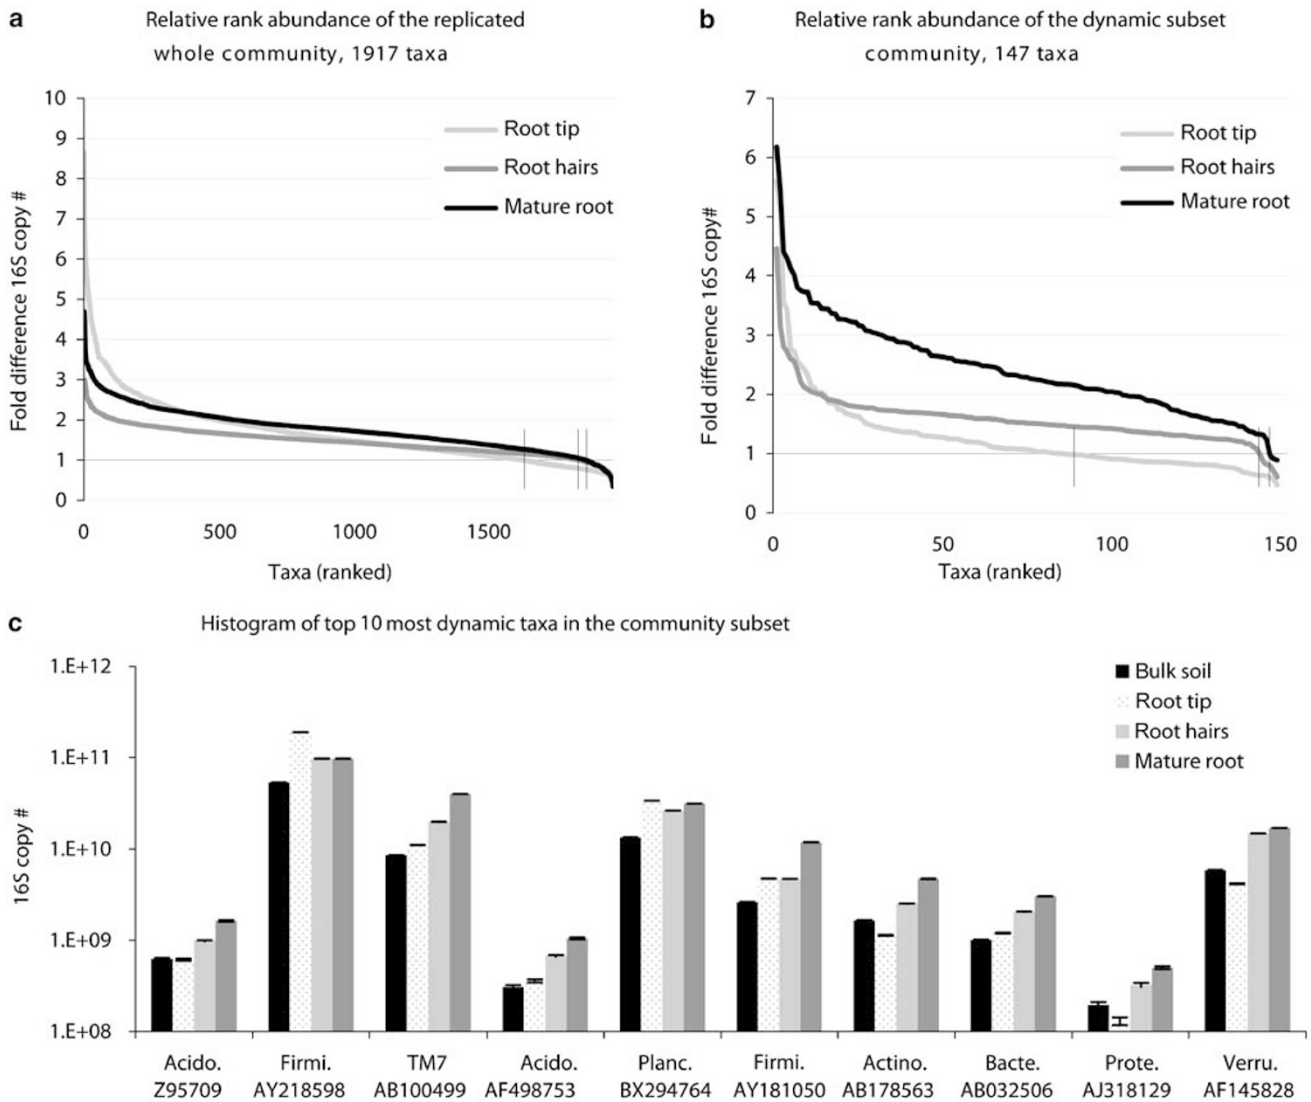 a
Relative rank abundance of the replicated
whole community, 1917 taxa
10
9
8
7
6
5
4
3
2
1
0
Fold difference 16S copy #
Root tip
Root hairs
Mature root
0
500
1000
1500
Taxa (ranked)
b
Relative rank abundance of the dynamic subset
community, 147 taxa
7
6
5
4
3
2
1
0
Fold difference 16S copy#
Root tip
Root hairs
Mature root
0
50
100
150
Taxa (ranked)
c
Histogram of top 10 most dynamic taxa in the community subset
1.E+12
1.E+11
1.E+10
1.E+09
1.E+08
16S copy #
Bulk soil
Root tip
Root hairs
Mature root
Acido.
Z95709
Firmi.
AY218598
TM7
AB100499
Acido.
AF498753
Planc.
BX294764
Firmi.
AY181050
Actino.
AB178563
Bacte.
AB032506
Prote.
AJ318129
Verru.
AF145828